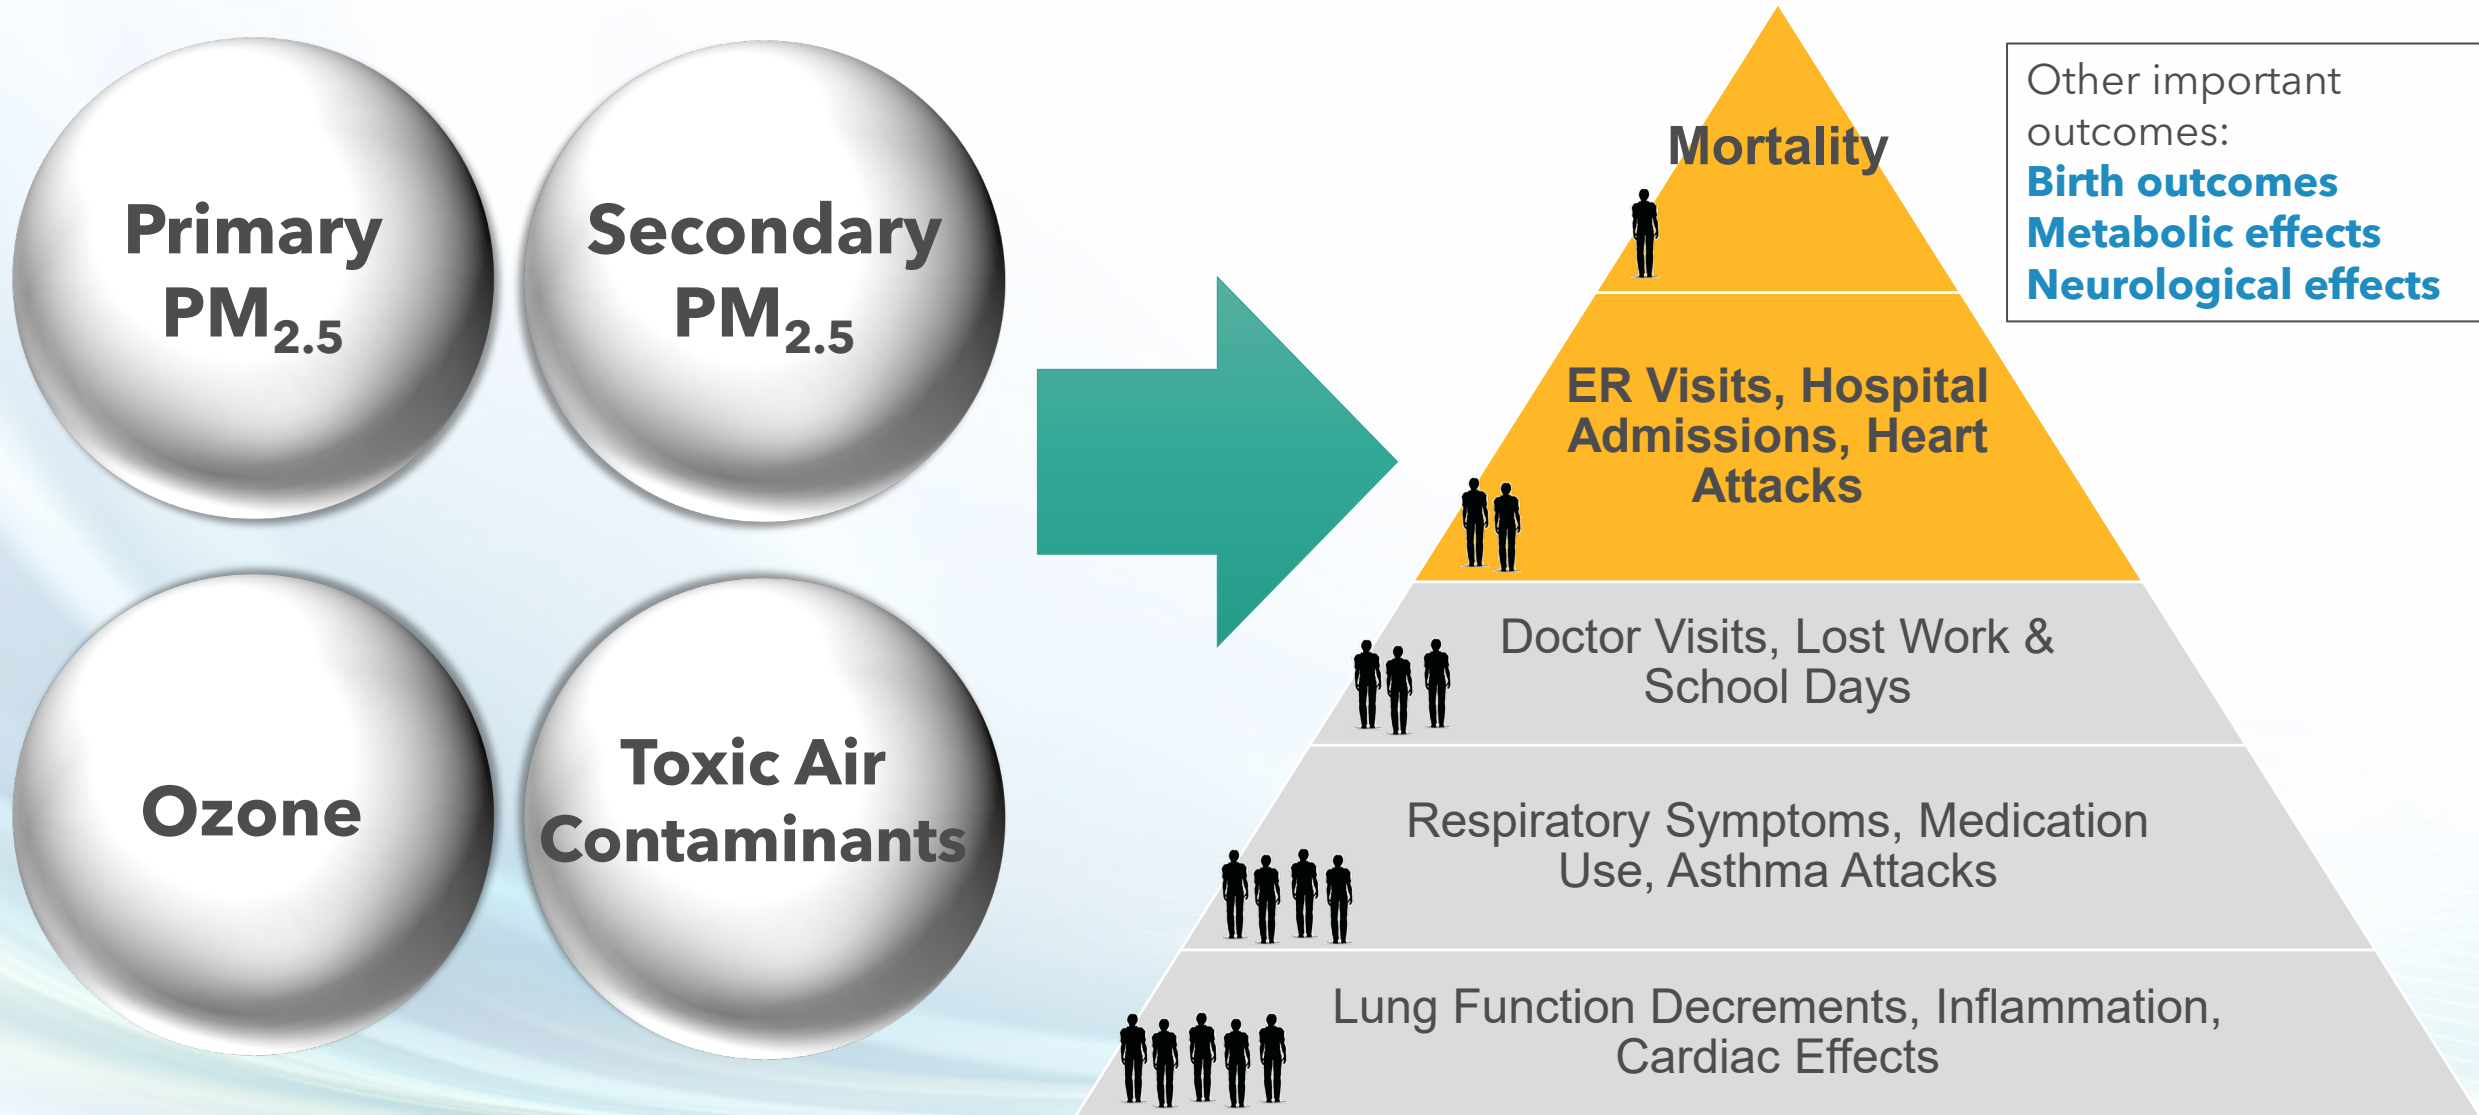 Primary
PM2.5
Secondary
PM2.5
Ozone
Toxic Air
Contaminants
Mortality
ER Visits, Hospital
Admissions, Heart
Attacks
Doctor Visits, Lost Work &
School Days
Respiratory Symptoms, Medication
Use, Asthma Attacks
Lung Function Decrements, Inflammation,
Cardiac Effects
Other important
outcomes:
Birth outcomes
Metabolic effects
Neurological effects